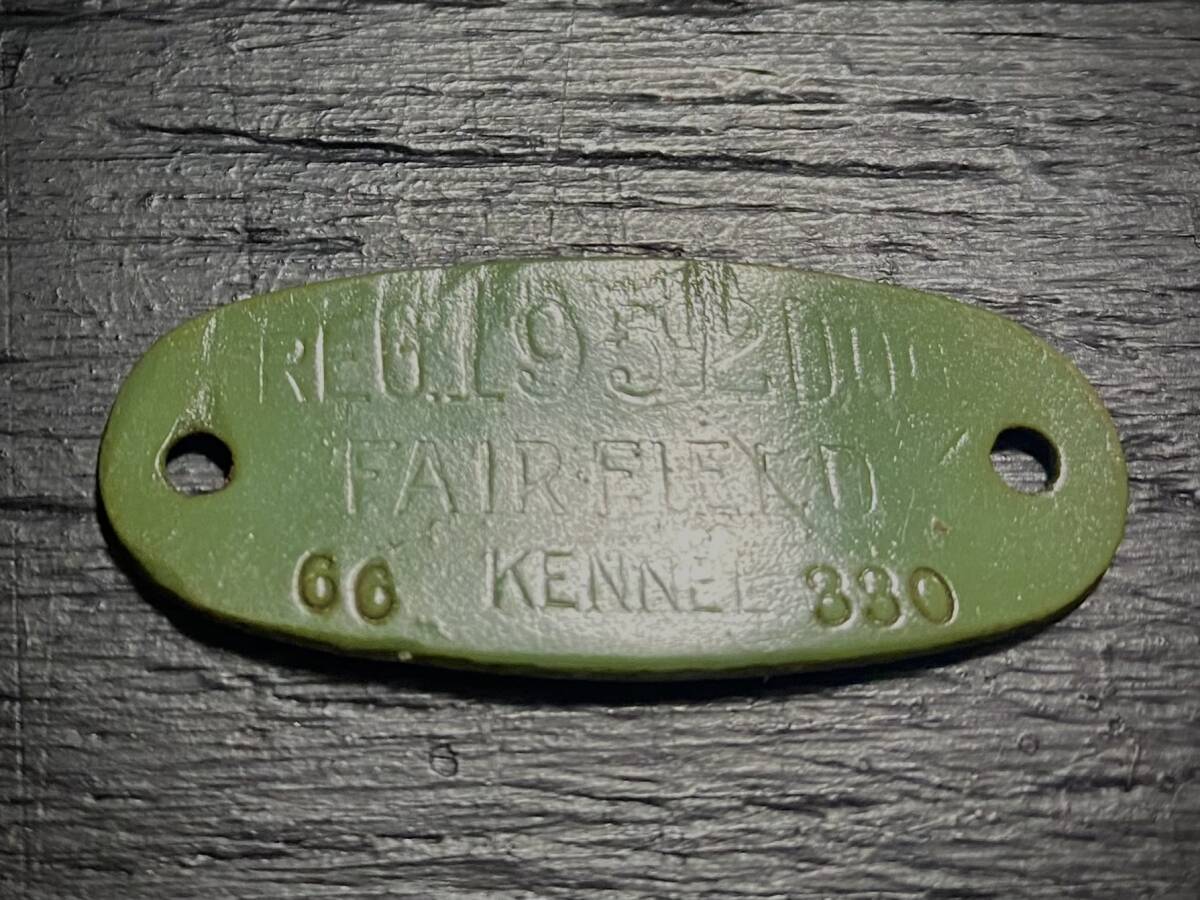 REG. 1952 DOG
FAIRFIELD
66 KENNEL 330